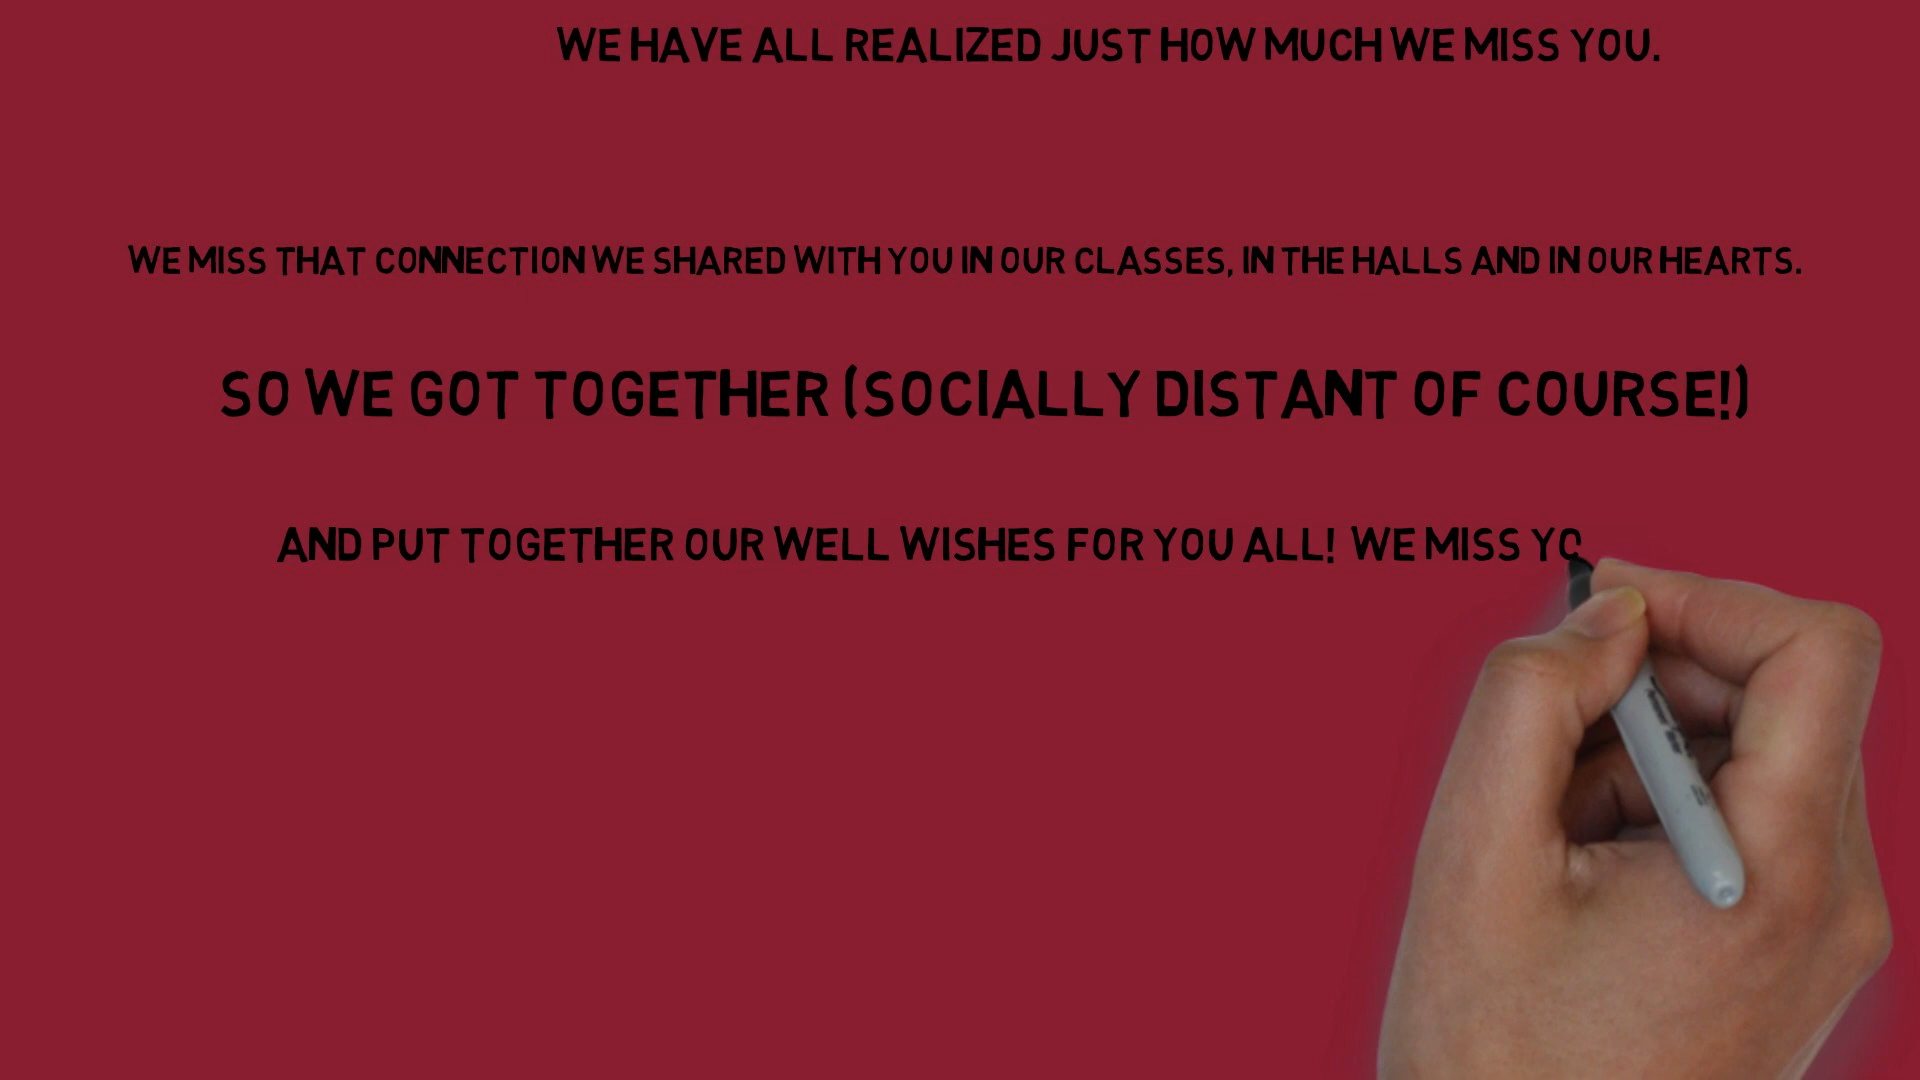 WE HAVE ALL REALIZED JUST HOW MUCH WE MISS YOU.
WE MISS THAT CONNECTION WE SHARED WITH YOU IN OUR CLASSES, IN THE HALLS AND IN OUR HEARTS.
SO WE GOT TOGETHER (SOCIALLY DISTANT OF COURSE!)
AND PUT TOGETHER OUR WELL WISHES FOR YOU ALL! WE MISS YO